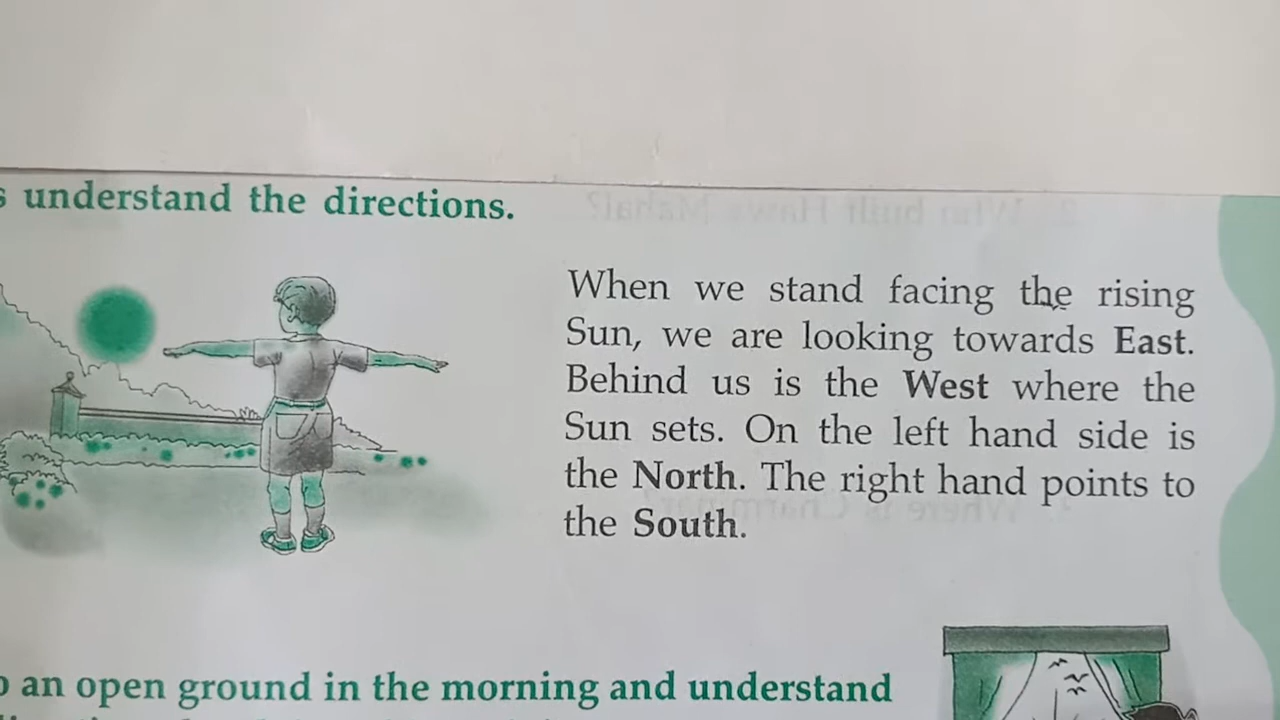 understand the directions.
When we stand facing the rising
Sun, we are looking towards East.
Behind us is the West where the
Sun sets. On the left hand side is
the North. The right hand points to
the South.
an open ground in the morning and understand